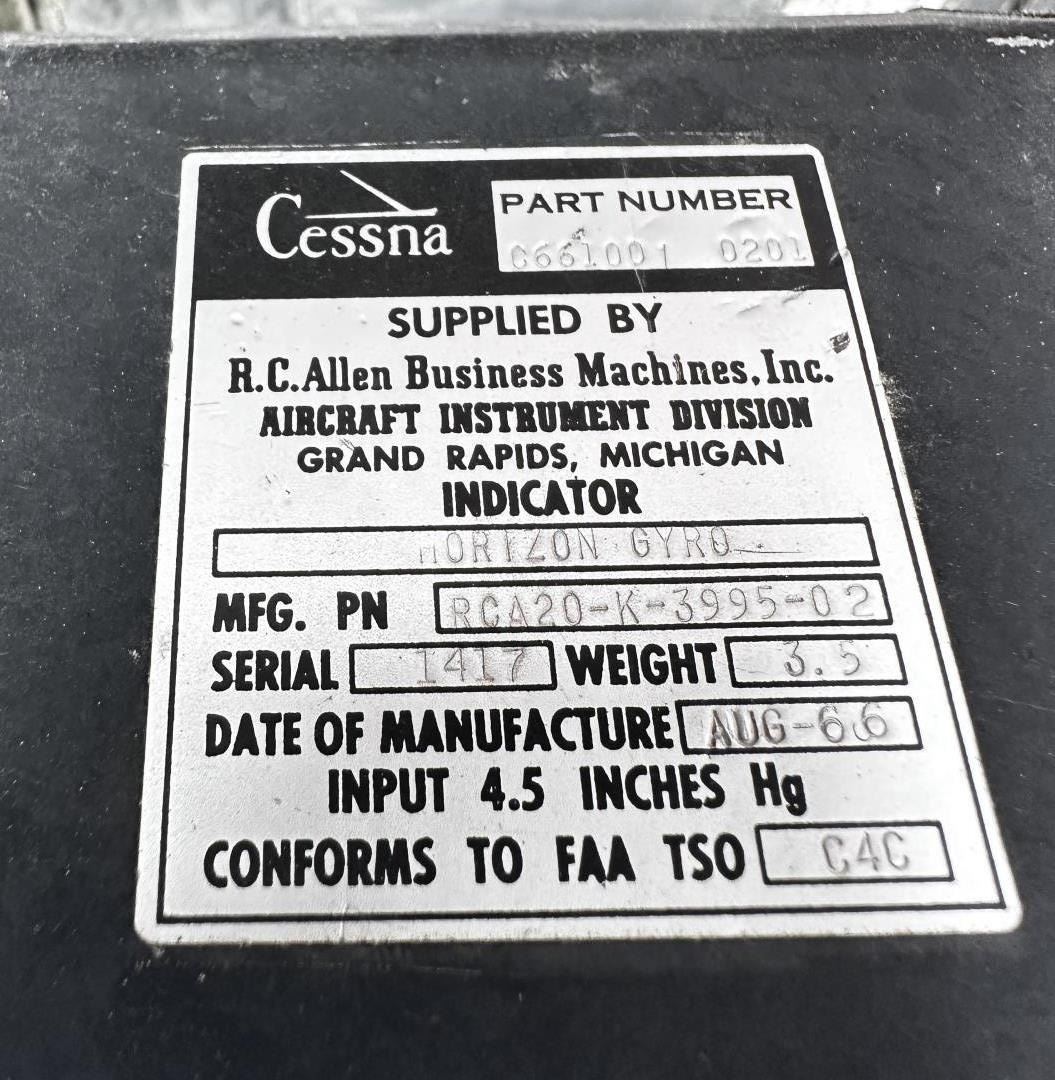 Cessna
PART NUMBER
C661001 0201
SUPPLIED BY
R.C.Allen Business Machines, Inc.
AIRCRAFT INSTRUMENT DIVISION
GRAND RAPIDS, MICHIGAN
INDICATOR
HORIZON GYRO
MFG. PN RCA20-K-3995-02
SERIAL 1417 WEIGHT 3.5
DATE OF MANUFACTURE AUG-66
INPUT 4.5 INCHES Hg
CONFORMS TO FAA TSO C4C